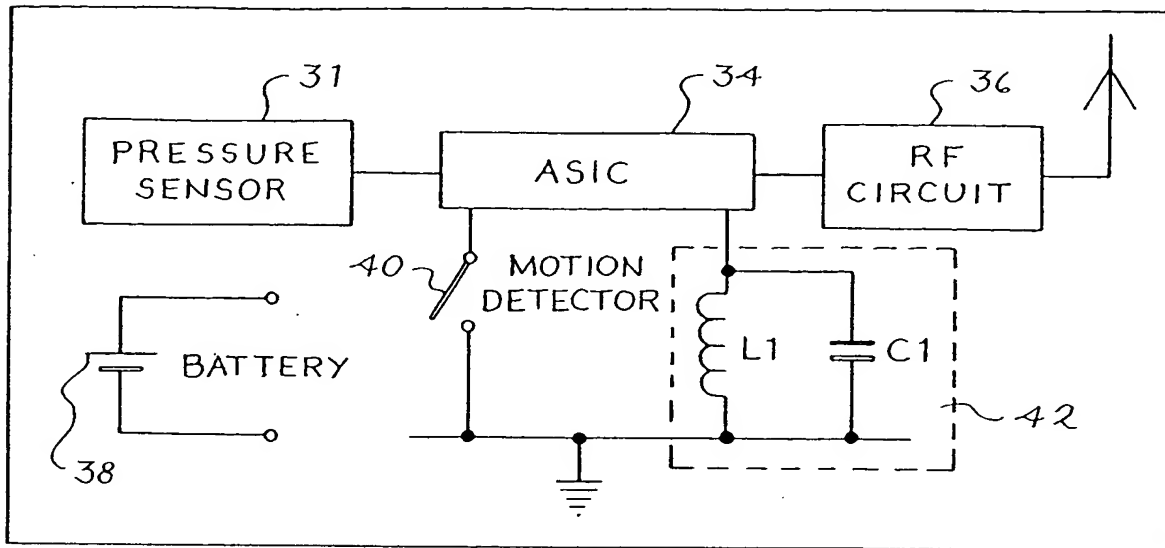 31
34
36
PRESSURE
SENSOR
ASIC
RF
CIRCUIT
40
MOTION
DETECTOR
BATTERY
L1
C1
42
38